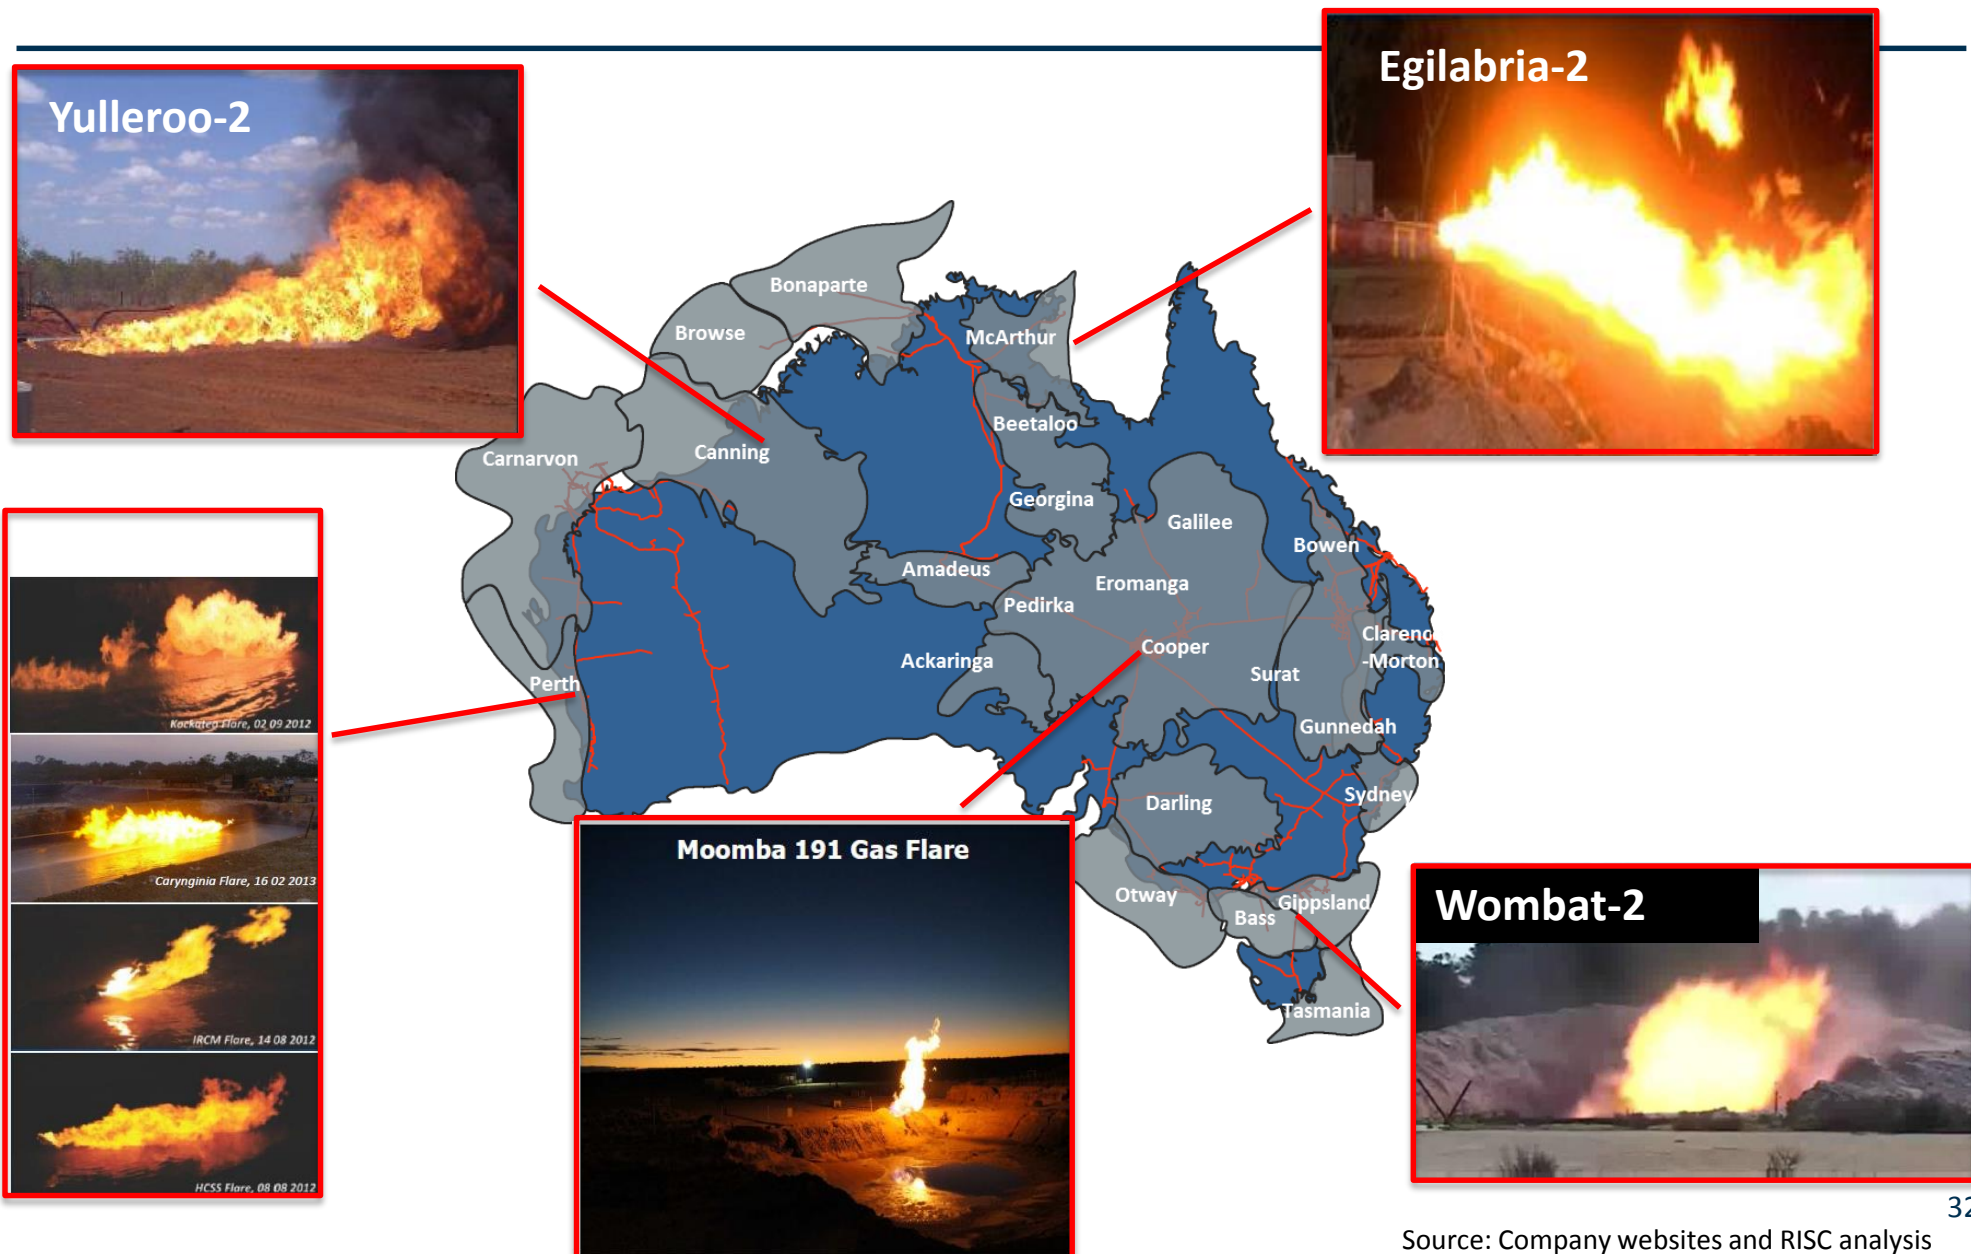 Egilabria-2
Yulleroo-2
Bonaparte
Browse
McArthur
Beetaloo
Carnarvon
Canning
Georgina
Galilee
Bowen
Amadeus
Eromanga
Pedirka
Clarenc
-Morton
Cooper
Ackaringa
Surat
Perth
Gunnedah
Kockatea Flare, 02 09 2012
Carynginia Flare, 16 02 2013
IRCM Flare, 14 08 2012
HCSS Flare, 08 08 2012
Darling
Sydney
Moomba 191 Gas Flare
Otway
Gippsland
Bass
Wombat-2
Tasmania
32
Source: Company websites and RISC analysis